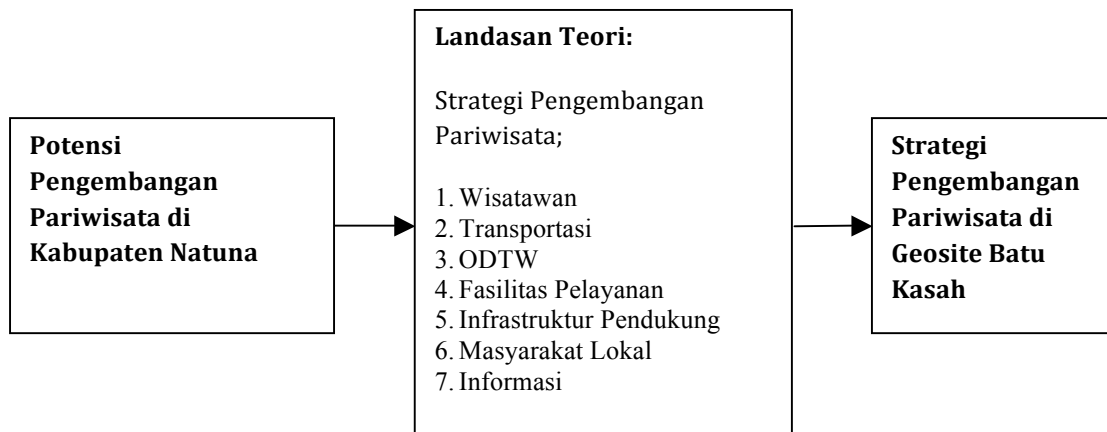 Potensi
Pengembangan
Pariwisata di
Kabupaten Natuna
Landasan Teori:
Strategi Pengembangan
Pariwisata;
1. Wisatawan
2. Transportasi
3. ODTW
4. Fasilitas Pelayanan
5. Infrastruktur Pendukung
6. Masyarakat Lokal
7. Informasi
Strategi
Pengembangan
Pariwisata di
Geosite Batu
Kasah